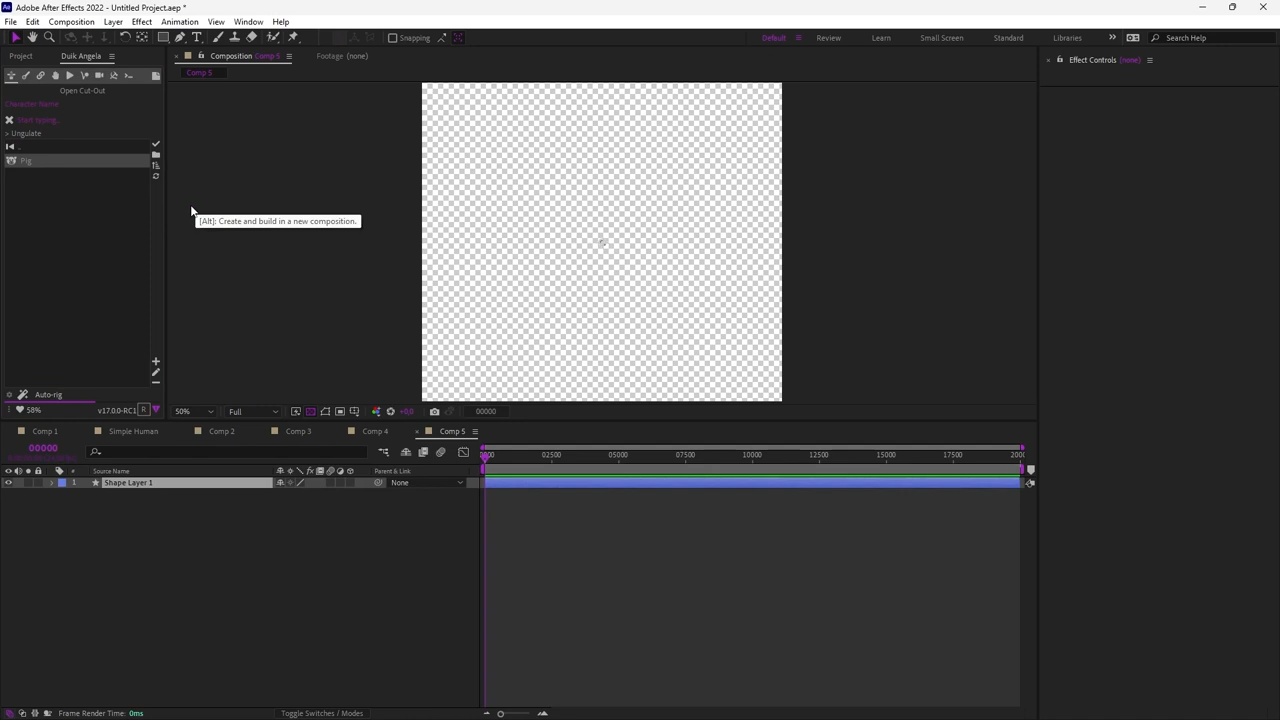 Adobe After Effects 2022 - Untitled Project.aep *
File Edit Composition Layer Effect Animation View Window Help
Snapping
Default Review Learn Small Screen Standard Libraries Search Help
Project Duik Angela Composition Comp 5 Footage (none) Effect Controls (none)
Comp 5
Open Cut-Out
Character Name
Start typing...
> Ungulate
..
Pig
[Alt]: Create and build in a new composition.
Auto-rig
58% v17.0.0-RC1 R 50% Full +0,0 00000
Comp 1 Simple Human Comp 2 Comp 3 Comp 4 Comp 5
00000
0000 02500 05000 07500 10000 12500 15000 17500 2000
# Source Name Parent & Link
1 Shape Layer 1 None
Frame Render Time: 0ms Toggle Switches / Modes